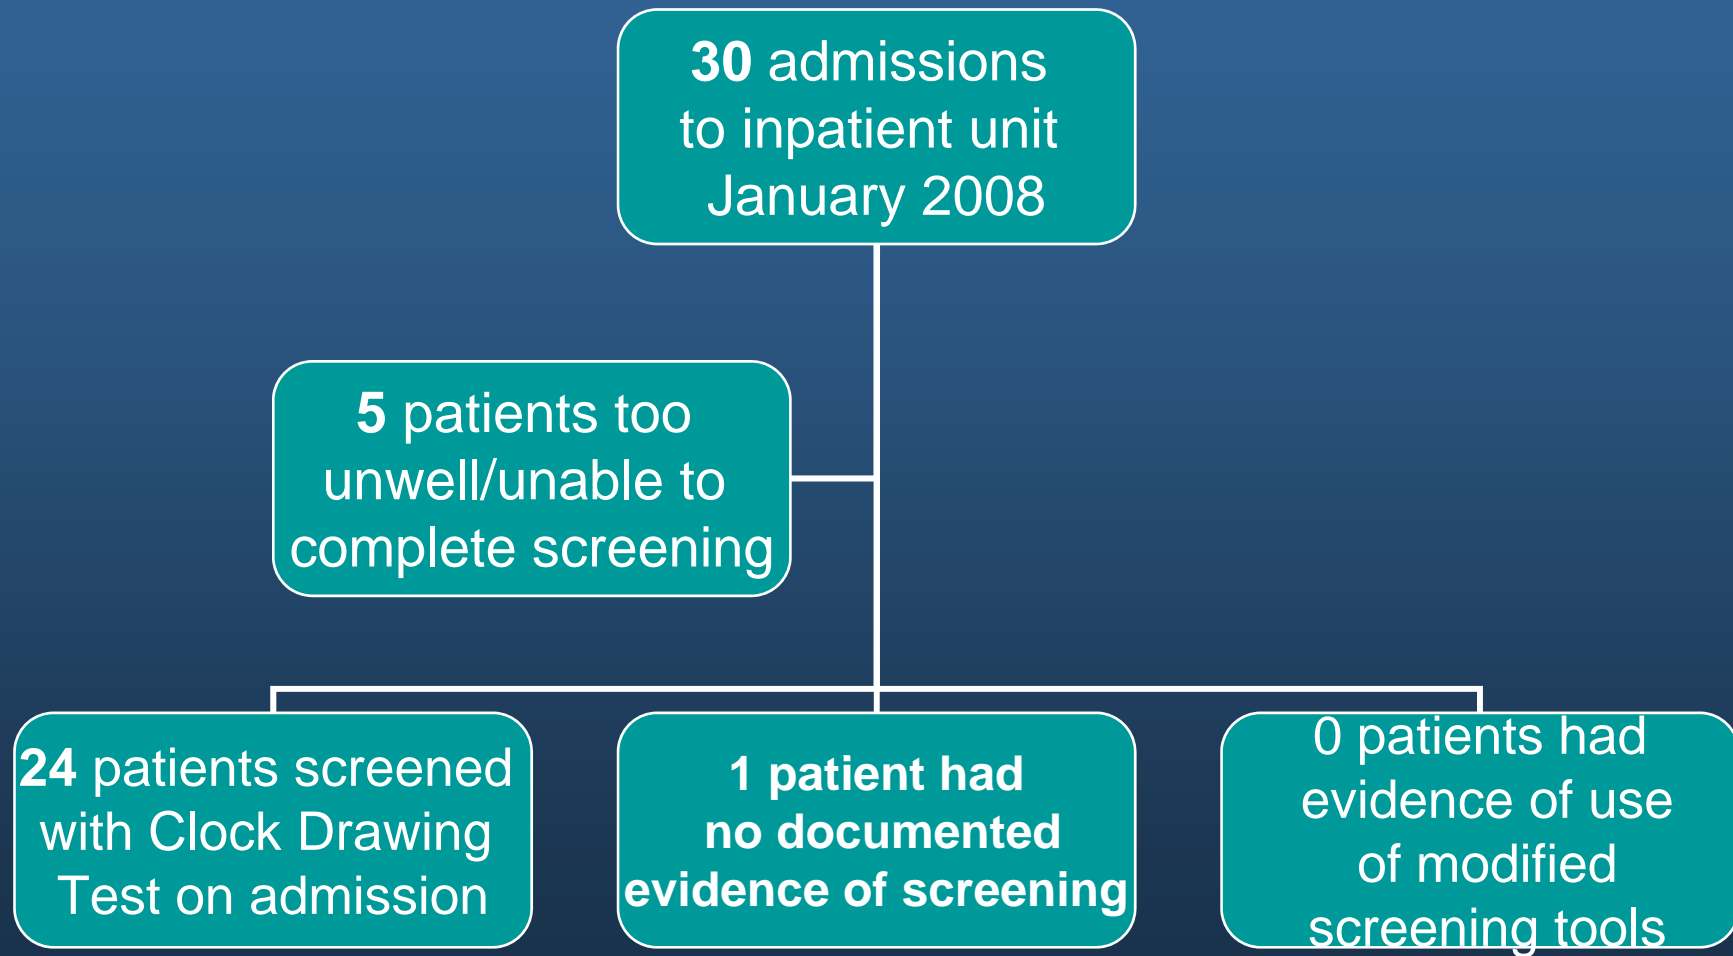 30 admissions
to inpatient unit
January 2008
5 patients too
unwell/unable to
complete screening
24 patients screened
with Clock Drawing
Test on admission
1 patient had
no documented
evidence of screening
0 patients had
evidence of use
of modified
screening tools